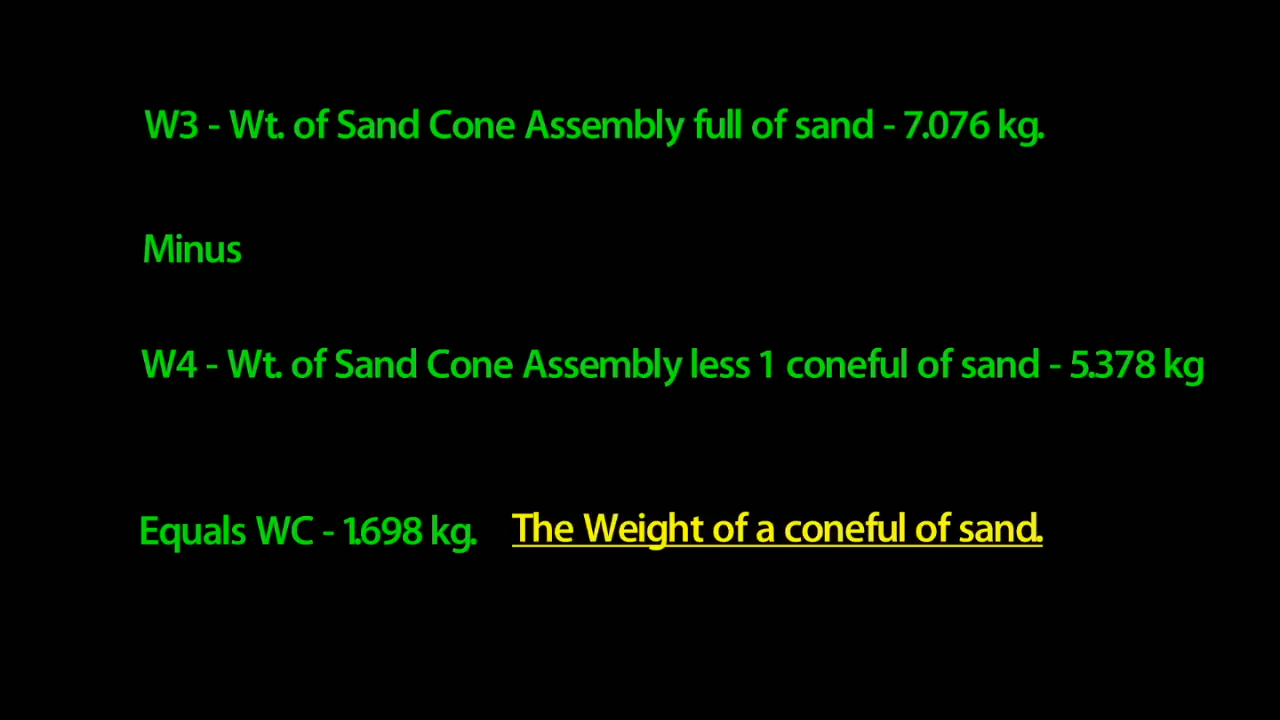 W3 - Wt. of Sand Cone Assembly full of sand - 7.076 kg.
Minus
W4 - Wt. of Sand Cone Assembly less 1 coneful of sand - 5.378 kg
Equals WC - 1.698 kg. The Weight of a coneful of sand.